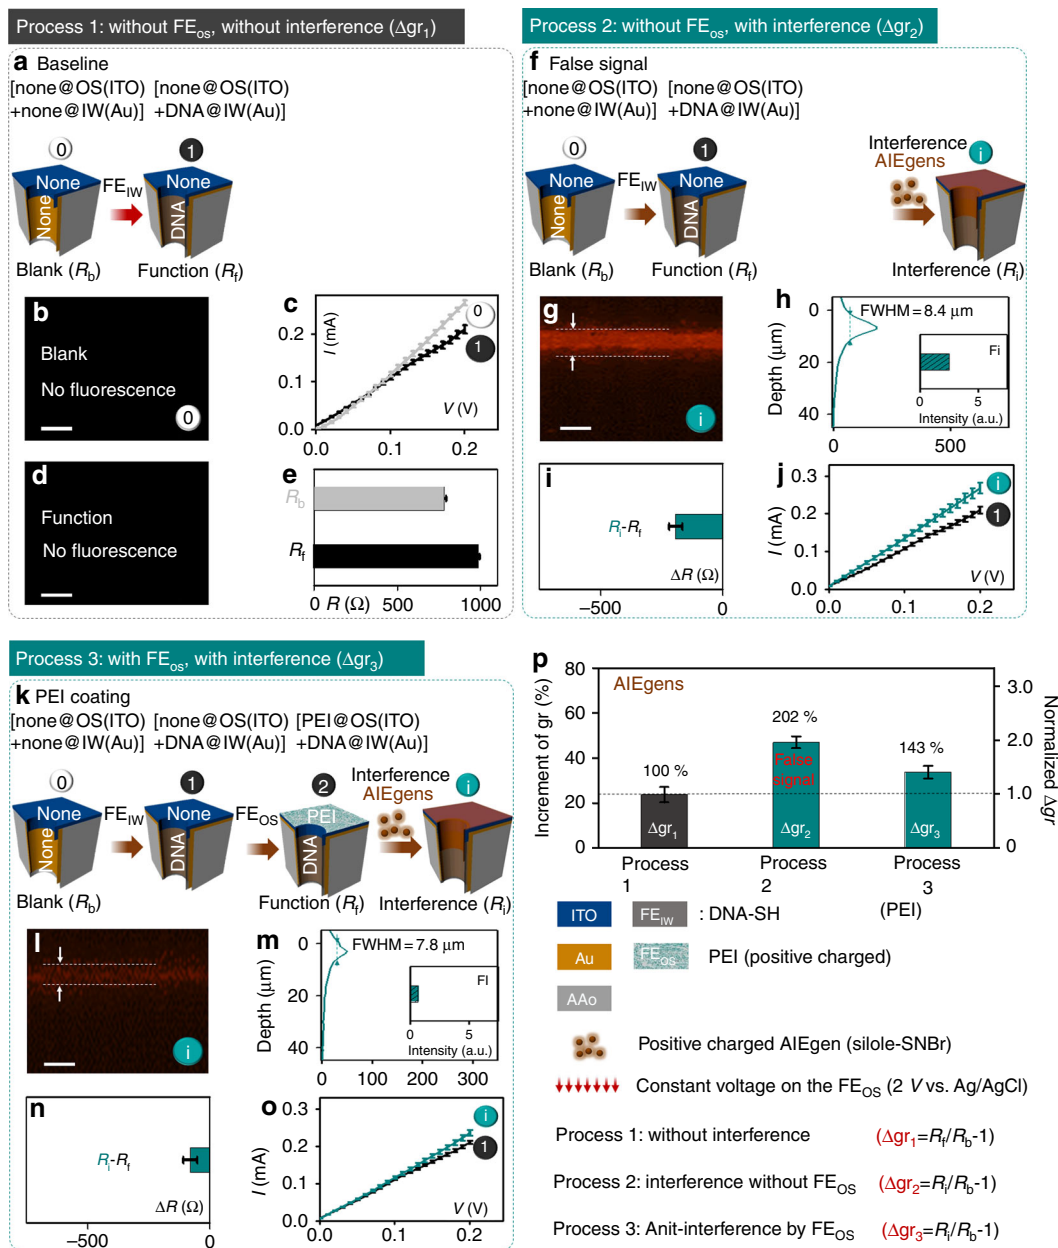 Process 1: without FEos, without interference (Δgr1)
a Baseline
[none@OS(ITO) [none@OS(ITO)
+none@IW(Au)] +DNA@IW(Au)]
0 1
None FEIW None
None DNA
Blank (Rb) Function (Rf)
b
Blank
No fluorescence
0
c
I (mA)
0.2
0.1
0.0
0
1
V (V)
0.0 0.1 0.2
d
Function
No fluorescence
e
Rb
Rf
0 R (Ω) 500 1000
Process 2: without FEos, with interference (Δgr2)
f False signal
[none@OS(ITO) [none@OS(ITO)
+none@IW(Au)] +DNA@IW(Au)]
0 1 Interference i
AIEgens
None FEIW None
None DNA
Blank (Rb) Function (Rf) Interference (Ri)
g
i
h
FWHM=8.4 μm
Depth (μm)
0
20
40
Fi
0 5
Intensity (a.u.)
0 500
i
Ri-Rf
ΔR (Ω)
−500 0
j
I (mA)
0.3
0.2
0.1
0.0
i
1
V (V)
0.0 0.1 0.2
Process 3: with FEos, with interference (Δgr3)
k PEI coating
[none@OS(ITO) [none@OS(ITO) [PEI@OS(ITO)
+none@IW(Au)] +DNA@IW(Au)] +DNA@IW(Au)]
0 1 2 Interference i
AIEgens
None FEIW None FEOS PEI
None DNA DNA
Blank (Rb) Function (Rf) Interference (Ri)
l
i
m
FWHM=7.8 μm
Depth (μm)
0
20
40
FI
0 5
Intensity (a.u.)
0 100 200 300
n
Ri-Rf
ΔR (Ω)
−500 0
o
I (mA)
0.3
0.2
0.1
0.0
i
1
V (V)
0.0 0.1 0.2
p
AIEgens
Increment of gr (%)
80
60
40
20
0
100 %
202 %
143 %
False
signal
Δgr1 Δgr2 Δgr3
3.0
2.0
1.0
0
Normalized Δgr
Process Process Process
1 2 3
(PEI)
ITO FEIW : DNA-SH
Au FEOS PEI (positive charged)
AAo
Positive charged AIEgen (silole-SNBr)
Constant voltage on the FEOS (2 V vs. Ag/AgCl)
Process 1: without interference (Δgr1=Rf/Rb-1)
Process 2: interference without FEOS (Δgr2=Ri/Rb-1)
Process 3: Anit-interference by FEOS (Δgr3=Ri/Rb-1)